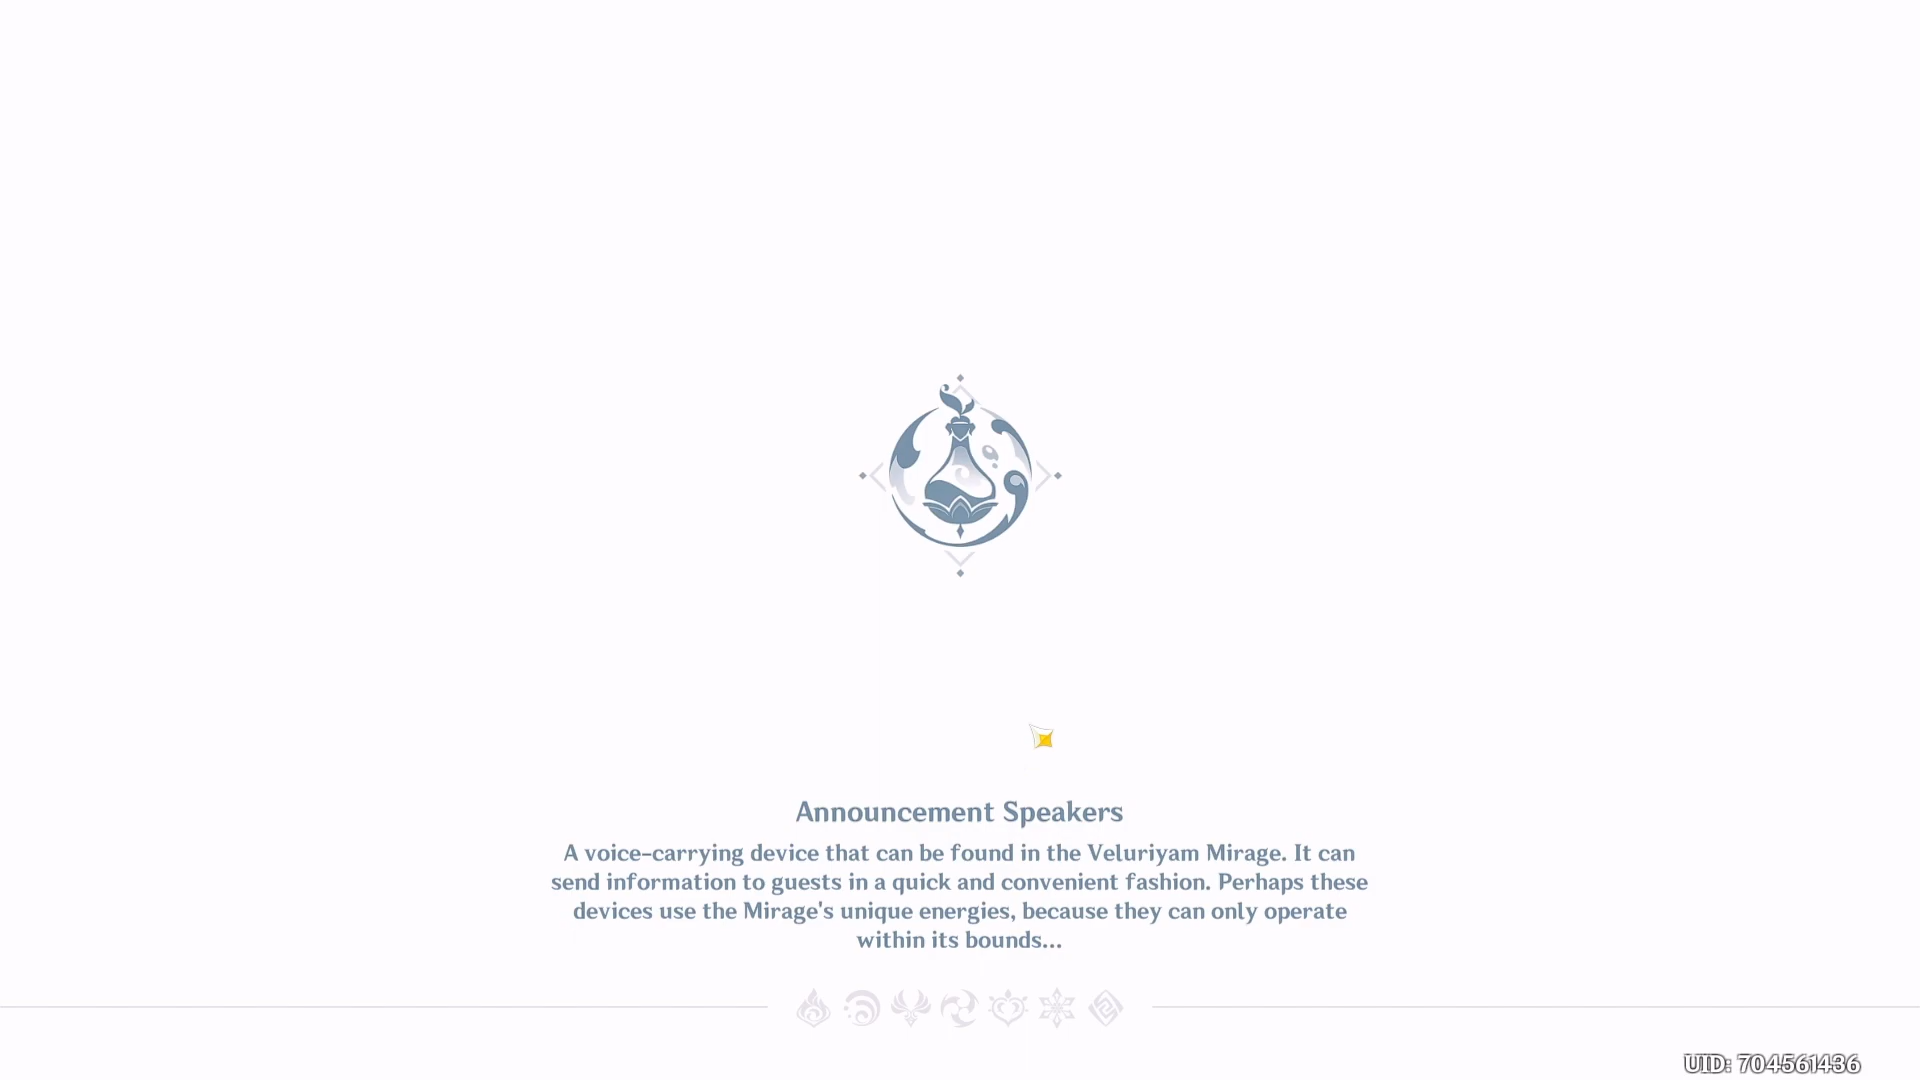 Announcement Speakers
A voice-carrying device that can be found in the Veluriyam Mirage. It can
send information to guests in a quick and convenient fashion. Perhaps these
devices use the Mirage's unique energies, because they can only operate
within its bounds...
UID: 704561436